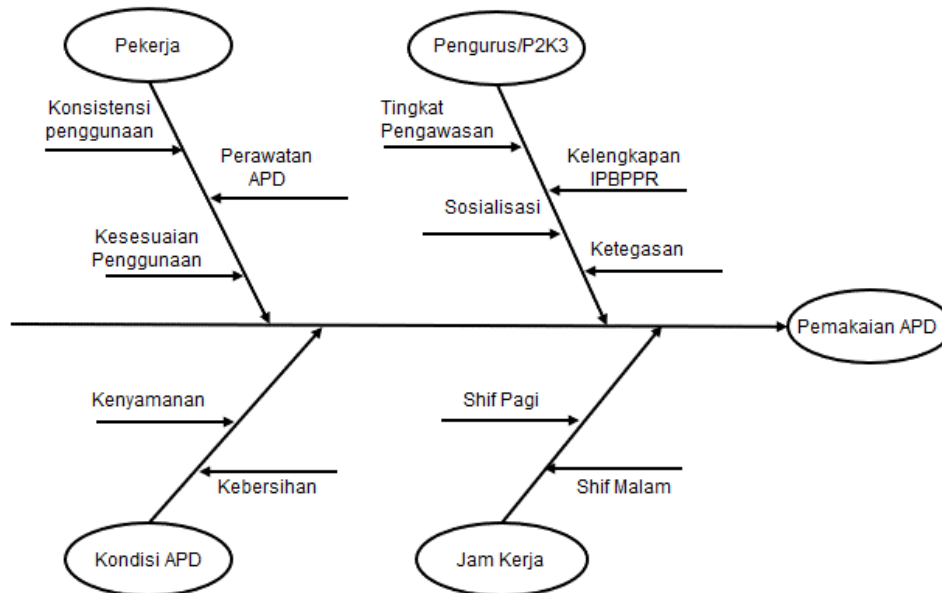 Pekerja
Pengurus/P2K3
Konsistensi
penggunaan
Perawatan
APD
Kesesuaian
Penggunaan
Tingkat
Pengawasan
Kelengkapan
IPBPPR
Sosialisasi
Ketegasan
Pemakaian APD
Kenyamanan
Kebersihan
Shif Pagi
Shif Malam
Kondisi APD
Jam Kerja